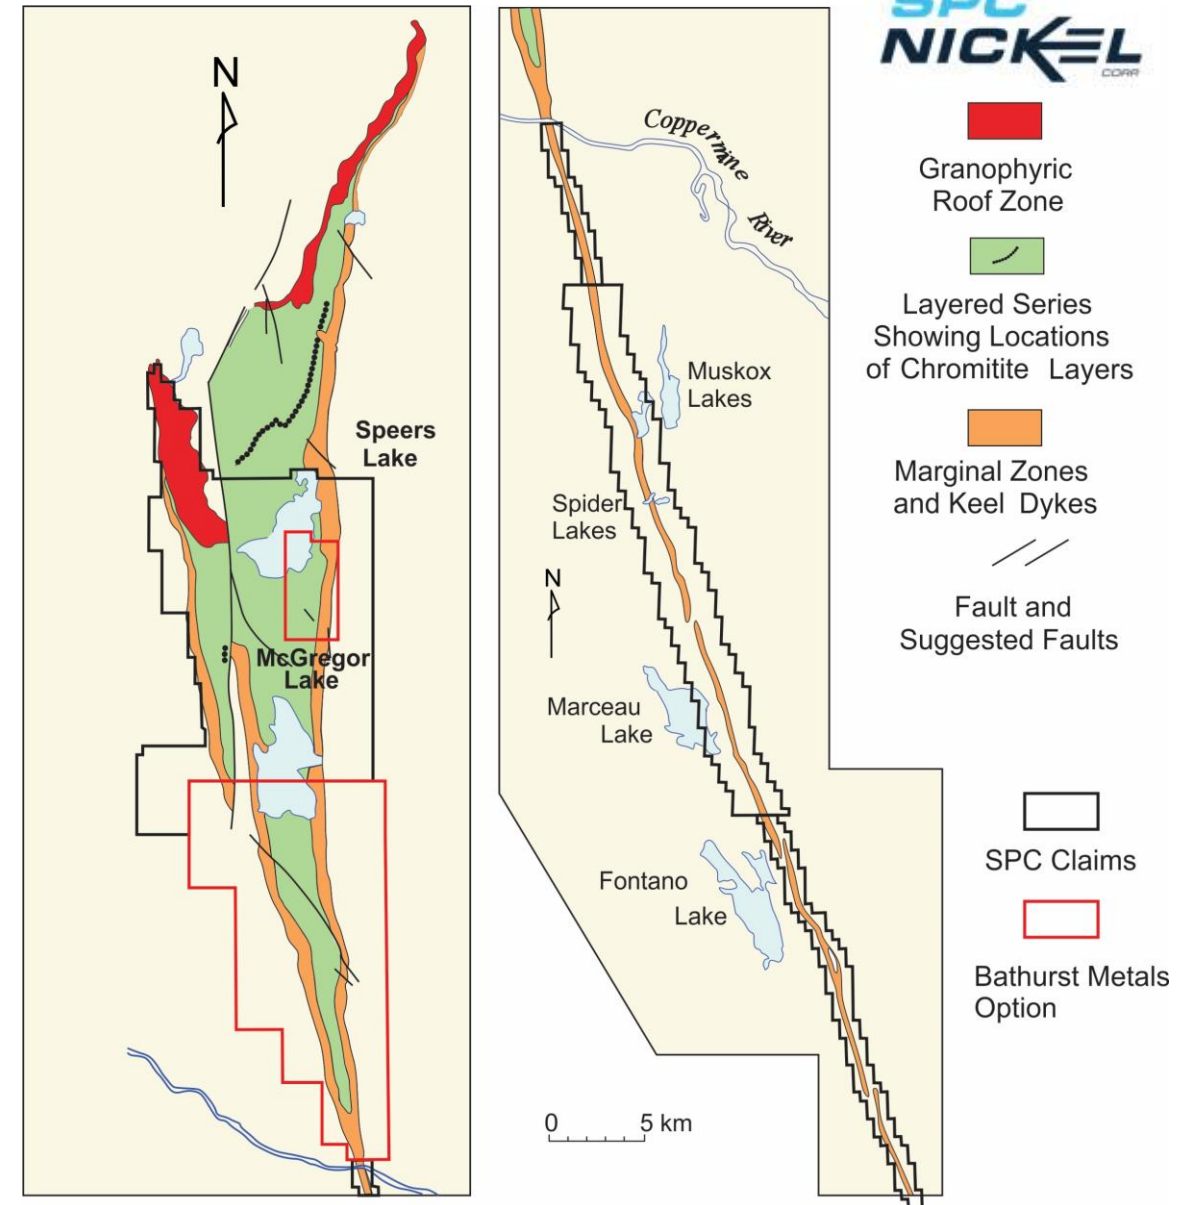 SPC
NICKEL
CORP
N
Speers
Lake
McGregor
Lake
Coppermine
River
Muskox
Lakes
Spider
Lakes
N
Marceau
Lake
Fontano
Lake
0 5 km
Granophyric
Roof Zone
Layered Series
Showing Locations
of Chromitite Layers
Marginal Zones
and Keel Dykes
Fault and
Suggested Faults
SPC Claims
Bathurst Metals
Option